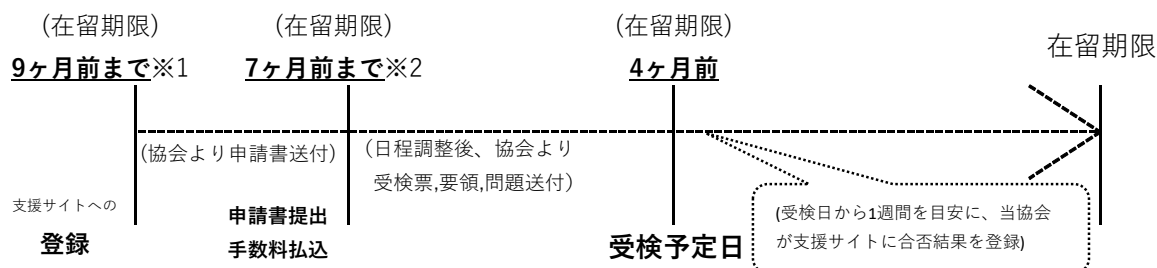 (在留期限)
9ヶ月前まで※1
(在留期限)
7ヶ月前まで※2
(在留期限)
4ヶ月前
在留期限
(協会より申請書送付)
(日程調整後、協会より
受検票,要領,問題送付)
支援サイトへの
登録
申請書提出
手数料払込
受検予定日
(受検日から1週間を目安に、当協会
が支援サイトに合否結果を登録)